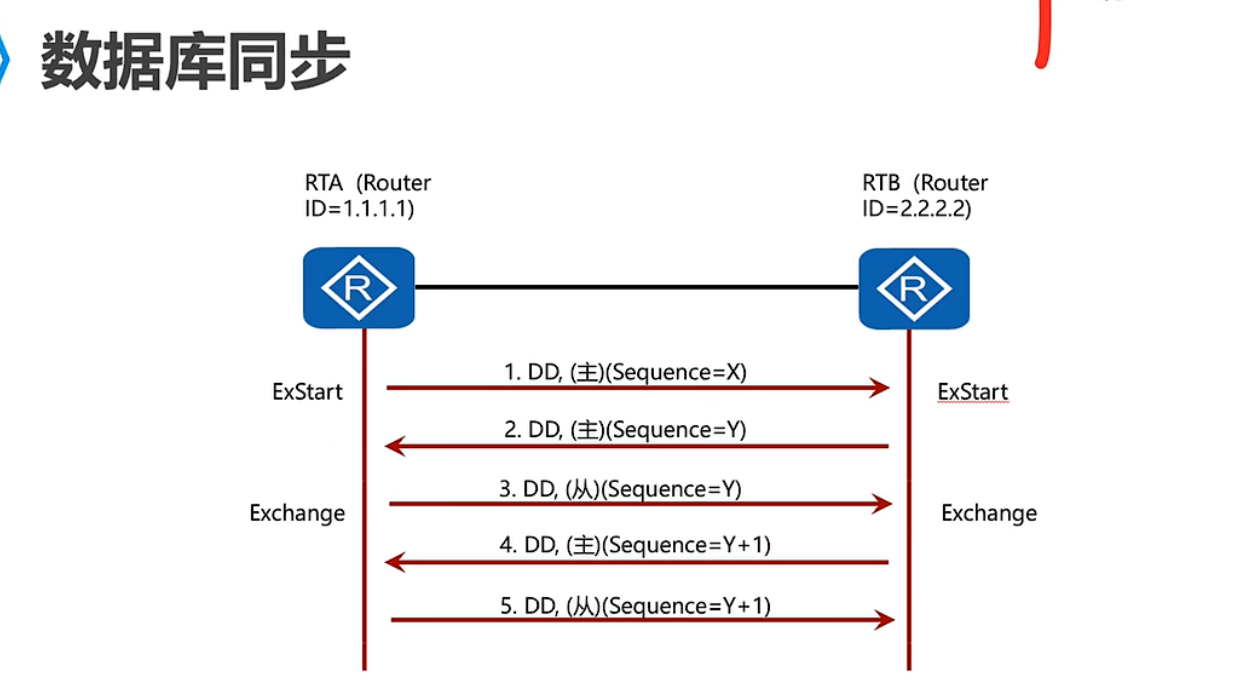 数据库同步
RTA (Router
ID=1.1.1.1)
RTB (Router
ID=2.2.2.2)
R
R
1. DD, (主)(Sequence=X)
ExStart
ExStart
2. DD, (主)(Sequence=Y)
3. DD, (从)(Sequence=Y)
Exchange
Exchange
4. DD, (主)(Sequence=Y+1)
5. DD, (从)(Sequence=Y+1)